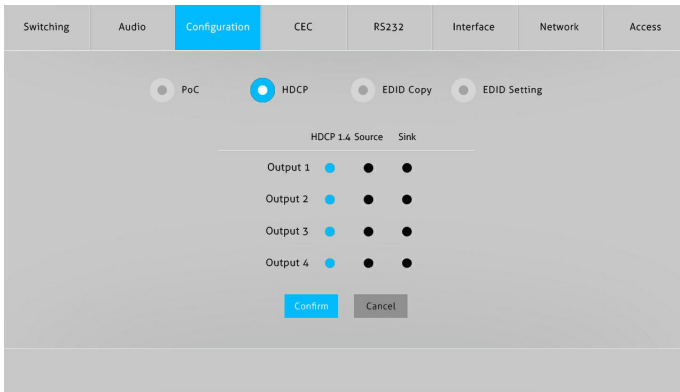 Switching Audio Configuration CEC RS232 Interface Network Access
PoC HDCP EDID Copy EDID Setting
HDCP 1.4 Source Sink
Output 1
Output 2
Output 3
Output 4
Confirm Cancel